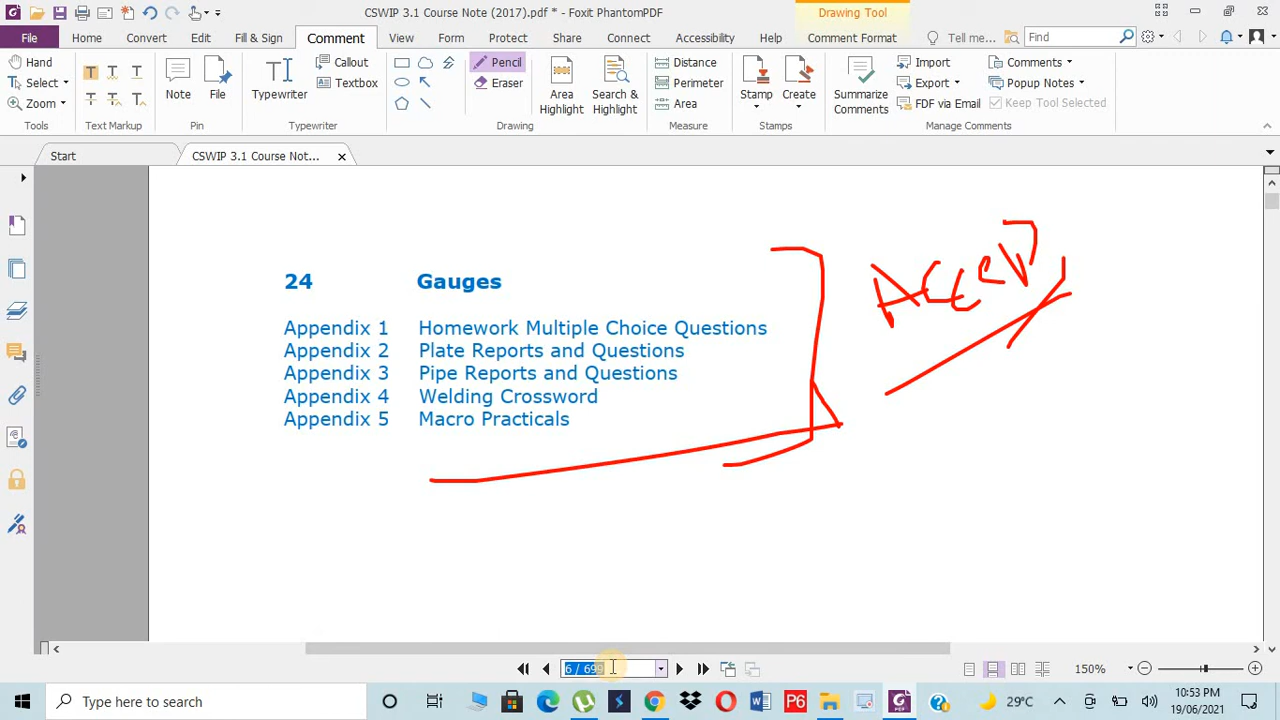 CSWIP 3.1 Course Note (2017).pdf * - Foxit PhantomPDF
Drawing Tool
File Home Convert Edit Fill & Sign Comment View Form Protect Share Connect Accessibility Help Comment Format Tell me... Find
Hand
Select
Zoom
Tools
T T T
T T T
Text Markup
Note
File
Pin
Typewriter
Callout
Textbox
Typewriter
Pencil
Eraser
Area Highlight
Search & Highlight
Drawing
Distance
Perimeter
Area
Measure
Stamp
Create
Stamps
Summarize Comments
Import
Export
FDF via Email
Comments
Popup Notes
Keep Tool Selected
Manage Comments
Start
CSWIP 3.1 Course Not...
24 Gauges
Appendix 1 Homework Multiple Choice Questions
Appendix 2 Plate Reports and Questions
Appendix 3 Pipe Reports and Questions
Appendix 4 Welding Crossword
Appendix 5 Macro Practicals
6 / 699
150%
Type here to search
P6
PDF
29°C
10:53 PM
19/06/2021